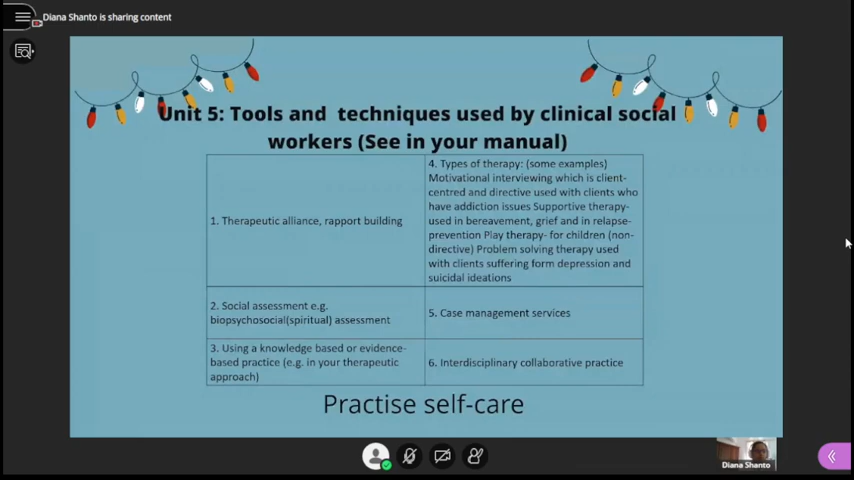 Diana Shanto is sharing content
Unit 5: Tools and techniques used by clinical social
workers (See in your manual)
1. Therapeutic alliance, rapport building
4. Types of therapy: (some examples)
Motivational interviewing which is client-
centred and directive used with clients who
have addiction issues Supportive therapy-
used in bereavement, grief and in relapse-
prevention Play therapy- for children (non-
directive) Problem solving therapy used
with clients suffering form depression and
suicidal ideations
2. Social assessment e.g.
biopsychosocial(spiritual) assessment
5. Case management services
3. Using a knowledge based or evidence-
based practice (e.g. in your therapeutic
approach)
6. Interdisciplinary collaborative practice
Practise self-care
Diana Shanto